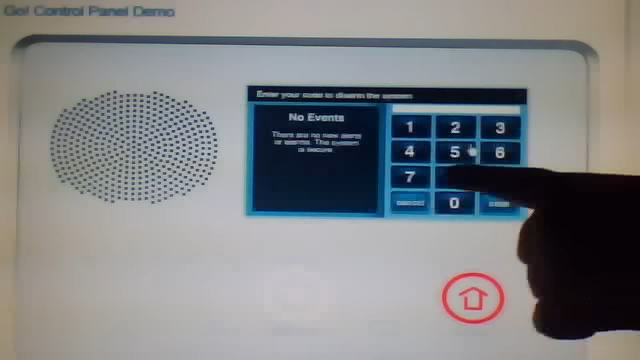 Go! Control Panel Demo
Enter your code to disarm the system
No Events
There are no new alerts
or alarms. The system
is secure
1 2 3
4 5 6
7
0